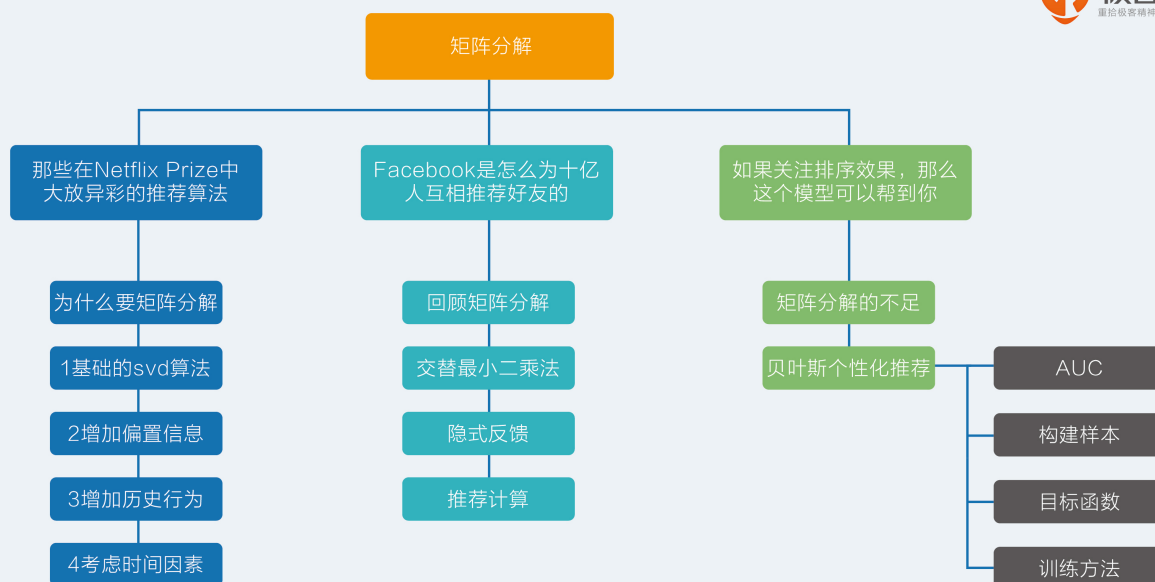 重拾极客精神
矩阵分解
那些在Netflix Prize中
大放异彩的推荐算法
为什么要矩阵分解
1基础的svd算法
2增加偏置信息
3增加历史行为
4考虑时间因素
Facebook是怎么为十亿
人互相推荐好友的
回顾矩阵分解
交替最小二乘法
隐式反馈
推荐计算
如果关注排序效果，那么
这个模型可以帮到你
矩阵分解的不足
贝叶斯个性化推荐
AUC
构建样本
目标函数
训练方法